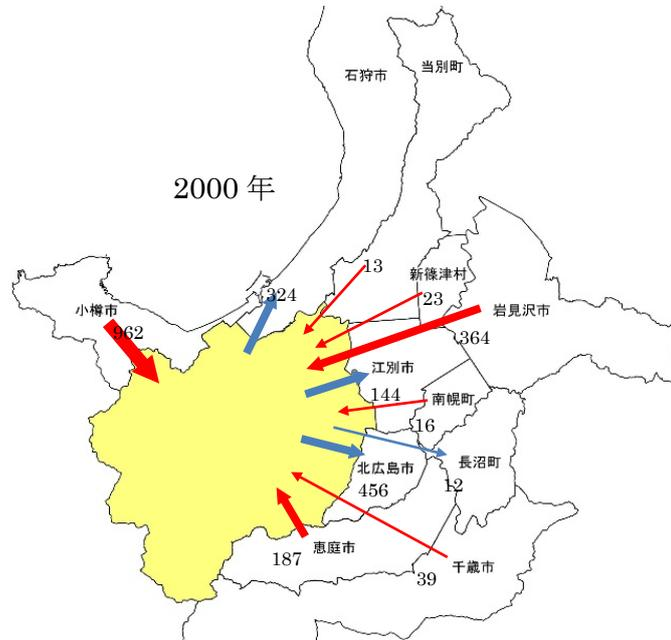 石狩市
当別町
2000 年
13
新篠津村
324
23
小樽市
岩見沢市
962
364
江別市
144
南幌町
16
北広島市
長沼町
456
12
恵庭市
187
千歳市
39